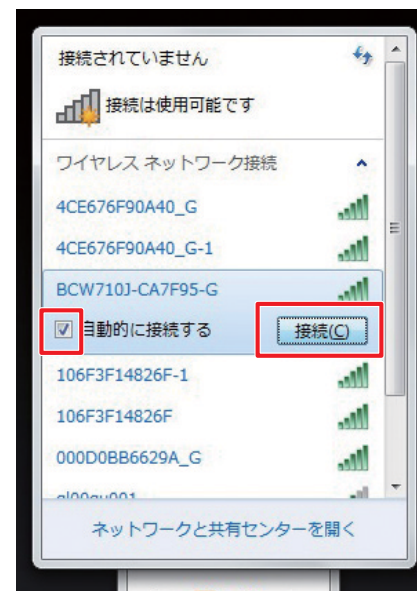 接続されていません
接続は使用可能です
ワイヤレス ネットワーク接続
4CE676F90A40_G
4CE676F90A40_G-1
BCW710J-CA7F95-G
自動的に接続する
接続(C)
106F3F14826F-1
106F3F14826F
000D0BB6629A_G
ネットワークと共有センターを開く